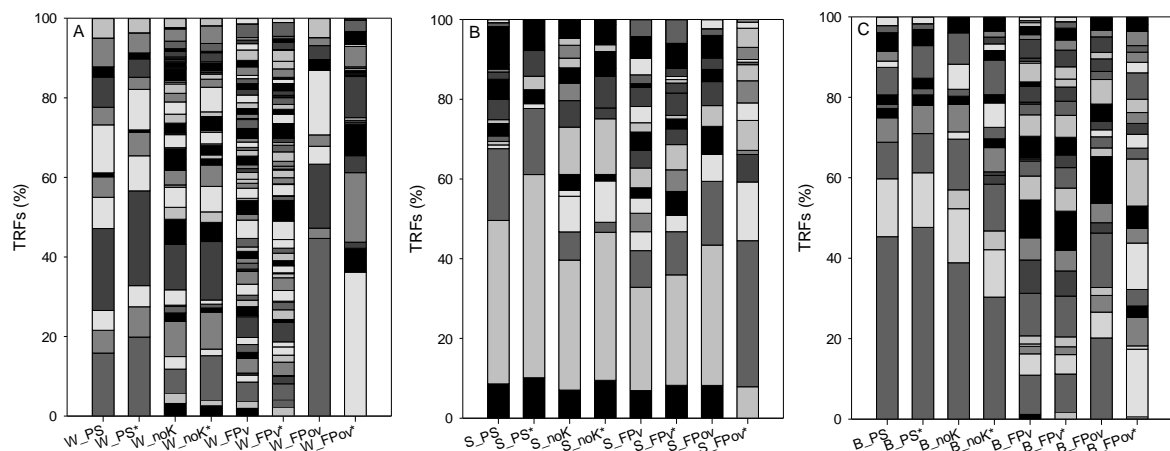 A
TRFs (%)
100
80
60
40
20
0
W_PS
W_PS*
W_noK
W_noK*
W_FPv
W_FPv*
W_FPov
W_FPov*
B
TRFs (%)
100
80
60
40
20
0
S_PS
S_PS*
S_noK
S_noK*
S_FPv
S_FPv*
S_FPov
S_FPov*
C
TRFs (%)
100
80
60
40
20
0
B_PS
B_PS*
B_noK
B_noK*
B_FPv
B_FPv*
B_FPov
B_FPov*